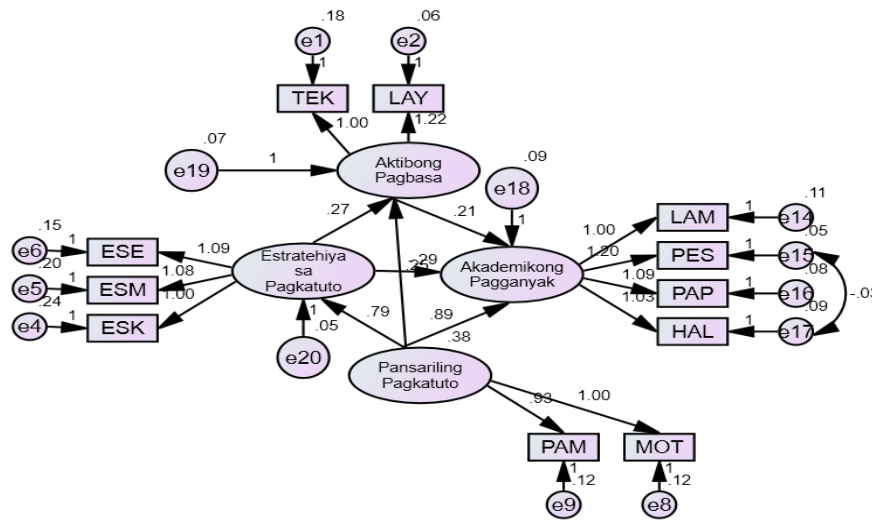 .18
.06
e1
e2
1
1
TEK
LAY
1.00
1.22
.07
e19
1
Aktibong
Pagbasa
.09
e18
1
.27
.21
.15
e6
1
ESE
1.09
.20
e5
1
ESM
1.08
.24
e4
1
ESK
1.00
Estratehiya
sa
Pagkatuto
.29
Akademikong
Pagganyak
1.00
LAM
1
e14
.11
1.20
PES
1
e15
.05
1.09
PAP
1
e16
.08
1.03
HAL
1
e17
.09
-.03
1
.05
e20
.79
.89
.38
Pansariling
Pagkatuto
.93
1.00
PAM
MOT
1
.12
1
.12
e9
e8